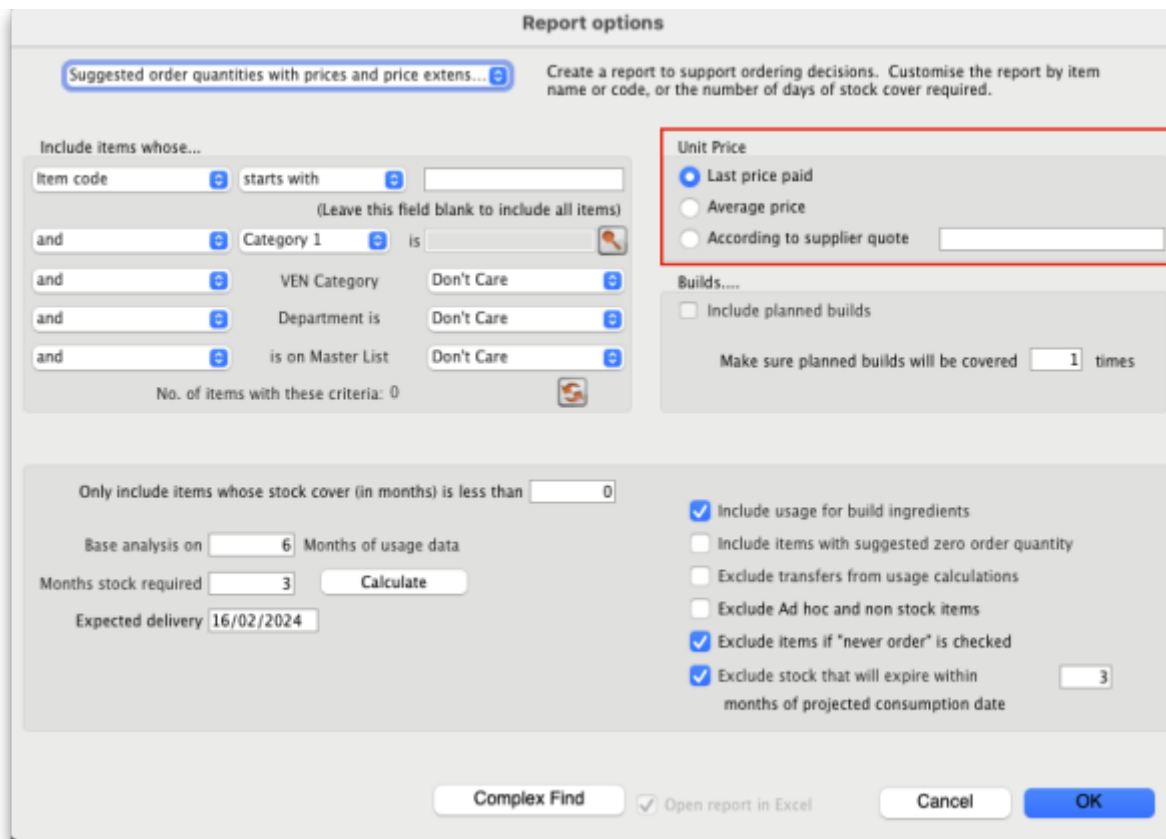 Report options
Suggested order quantities with prices and price extens...
Create a report to support ordering decisions. Customise the report by item
name or code, or the number of days of stock cover required.
Include items whose...
Item code starts with
(Leave this field blank to include all items)
and Category 1 is
and VEN Category Don't Care
and Department is Don't Care
and is on Master List Don't Care
No. of items with these criteria: 0
Unit Price
Last price paid
Average price
According to supplier quote
Builds....
Include planned builds
Make sure planned builds will be covered 1 times
Only include items whose stock cover (in months) is less than 0
Base analysis on 6 Months of usage data
Months stock required 3 Calculate
Expected delivery 16/02/2024
Include usage for build ingredients
Include items with suggested zero order quantity
Exclude transfers from usage calculations
Exclude Ad hoc and non stock items
Exclude items if "never order" is checked
Exclude stock that will expire within 3
months of projected consumption date
Complex Find Open report in Excel Cancel OK